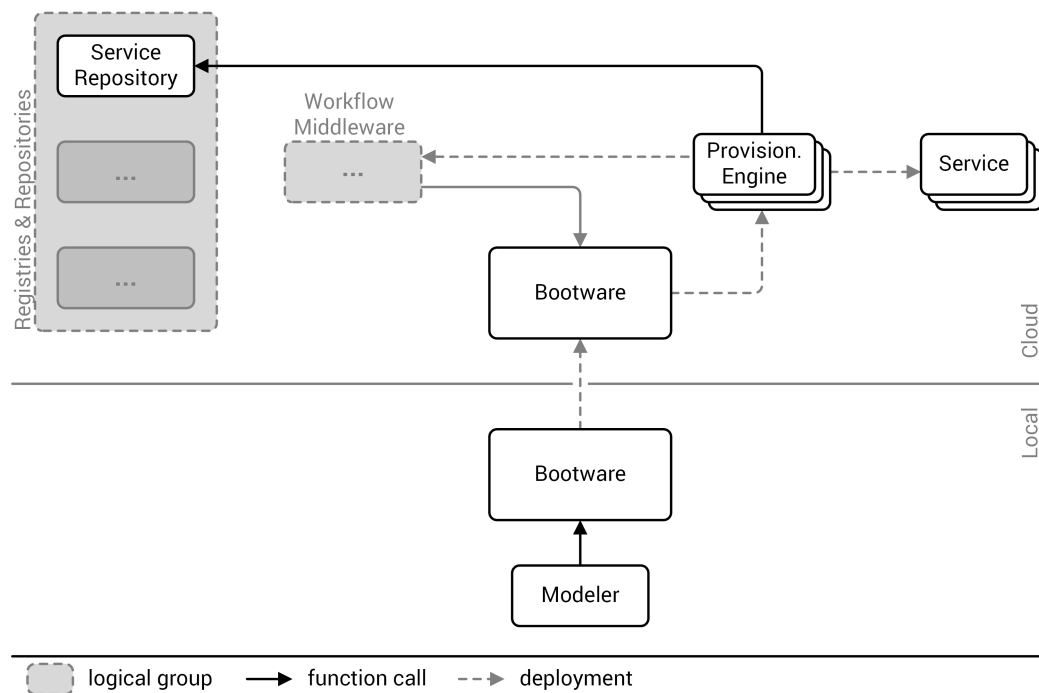 Service
Repository
Registries & Repositories
...
...
Workflow
Middleware
...
Provision.
Engine
Service
Bootware
Cloud
Local
Bootware
Modeler
logical group
function call
deployment